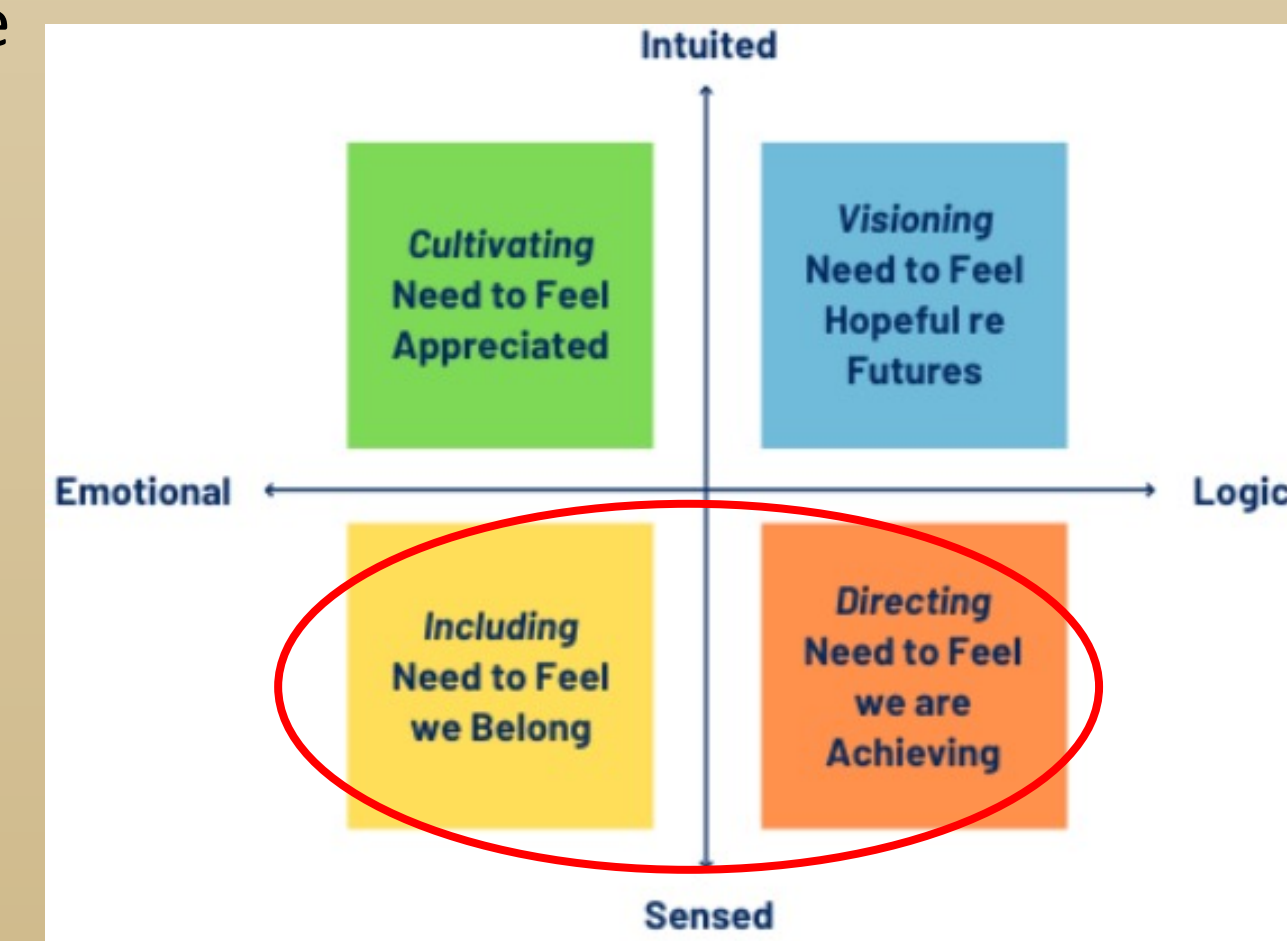 e
Intuited
Cultivating
Need to Feel
Appreciated
Visioning
Need to Feel
Hopeful re
Futures
Emotional
Logic
Including
Need to Feel
we Belong
Directing
Need to Feel
we are
Achieving
Sensed